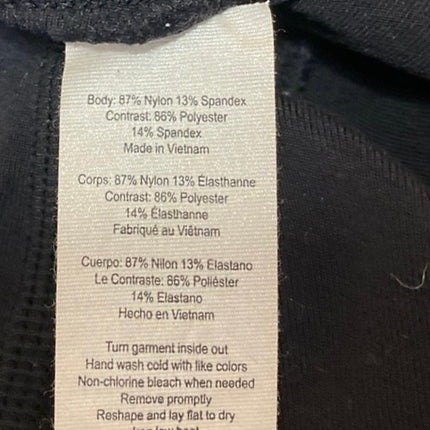 Body: 87% Nylon 13% Spandex
Contrast: 86% Polyester
14% Spandex
Made in Vietnam
Corps: 87% Nylon 13% Élasthanne
Contrast: 86% Polyester
14% Élasthanne
Fabriqué au Viêtnam
Cuerpo: 87% Nilon 13% Elastano
Le Contraste: 86% Poliéster
14% Elastano
Hecho en Vietnam
Turn garment inside out
Hand wash cold with like colors
Non-chlorine bleach when needed
Remove promptly
Reshape and lay flat to dry